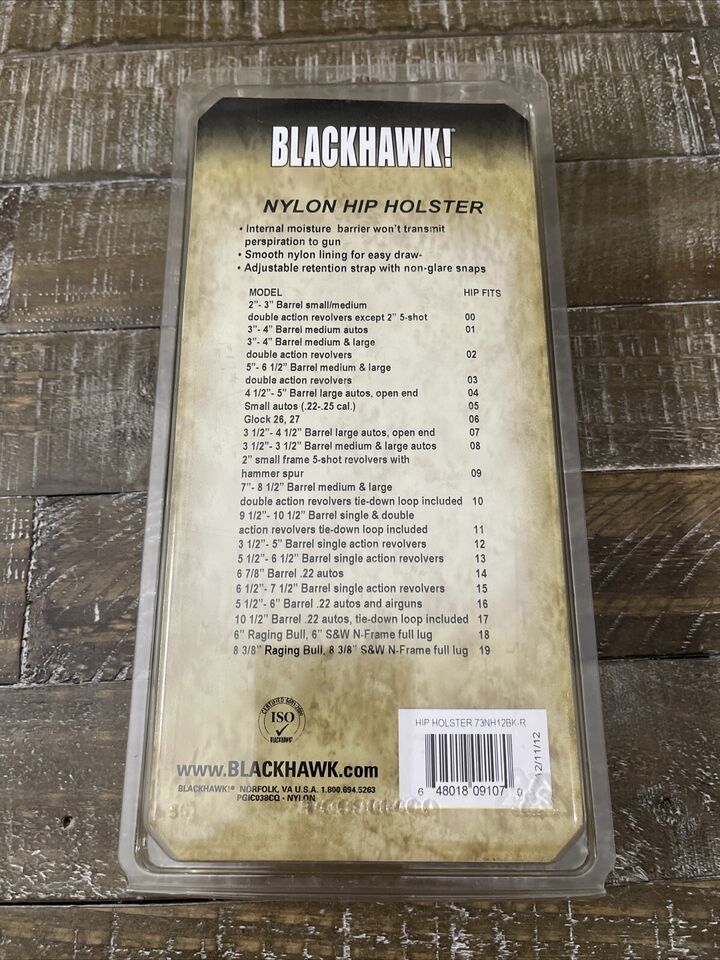 BLACKHAWK!®
NYLON HIP HOLSTER
• Internal moisture barrier won't transmit
perspiration to gun
• Smooth nylon lining for easy draw-
• Adjustable retention strap with non-glare snaps
MODEL HIP FITS
2"- 3" Barrel small/medium
double action revolvers except 2" 5-shot 00
3"- 4" Barrel medium autos 01
3"- 4" Barrel medium & large
double action revolvers 02
5"- 6 1/2" Barrel medium & large
double action revolvers 03
4 1/2"- 5" Barrel large autos, open end 04
Small autos (.22-.25 cal.) 05
Glock 26, 27 06
3 1/2"- 4 1/2" Barrel large autos, open end 07
3 1/2"- 3 1/2" Barrel medium & large autos 08
2" small frame 5-shot revolvers with
hammer spur 09
7"- 8 1/2" Barrel medium & large
double action revolvers tie-down loop included 10
9 1/2"- 10 1/2" Barrel single & double
action revolvers tie-down loop included 11
3 1/2"- 5" Barrel single action revolvers 12
5 1/2"- 6 1/2" Barrel single action revolvers 13
6 7/8" Barrel .22 autos 14
6 1/2"- 7 1/2" Barrel single action revolvers 15
5 1/2"- 6" Barrel .22 autos and airguns 16
10 1/2" Barrel .22 autos, tie-down loop included 17
6" Raging Bull, 6" S&W N-Frame full lug 18
8 3/8" Raging Bull, 8 3/8" S&W N-Frame full lug 19
CERTIFIED
ISO
BLACKHAWK!
www.BLACKHAWK.com
BLACKHAWK!® NORFOLK, VA U.S.A. 1.800.694.5263
PGIC038CQ - NYLON
HIP HOLSTER 73NH12BK-R
6 48018 09107 0
12/11/12